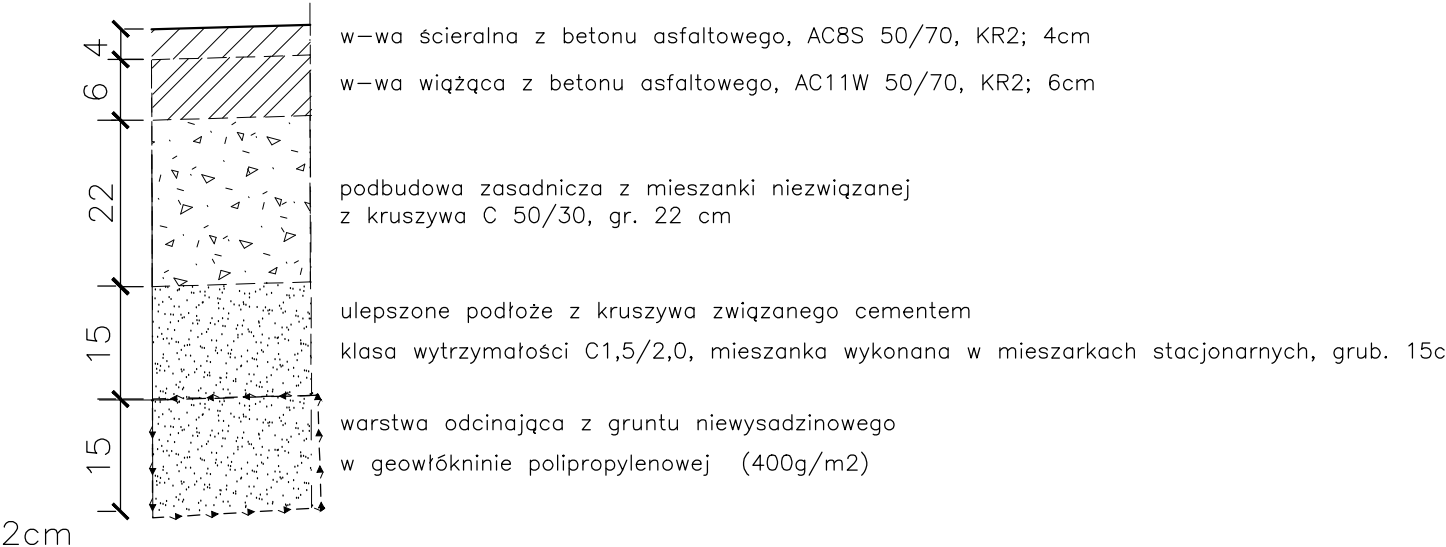 4
w-wa ścieralna z betonu asfaltowego, AC8S 50/70, KR2; 4cm
6
w-wa wiążąca z betonu asfaltowego, AC11W 50/70, KR2; 6cm
22
podbudowa zasadnicza z mieszanki niezwiązanej
z kruszywa C 50/30, gr. 22 cm
15
ulepszone podłoże z kruszywa związanego cementem
klasa wytrzymałości C1,5/2,0, mieszanka wykonana w mieszarkach stacjonarnych, grub. 15c
15
warstwa odcinająca z gruntu niewysadzinowego
w geowłókninie polipropylenowej (400g/m2)
2cm